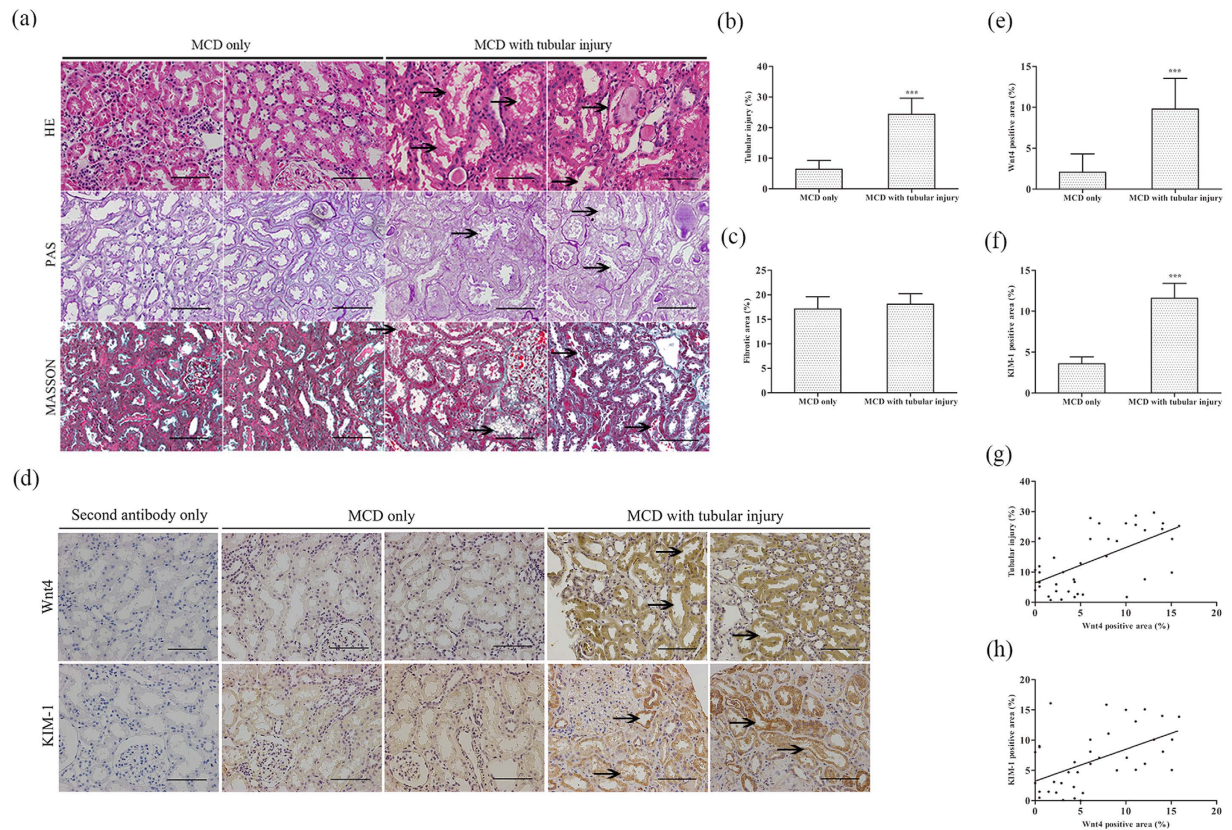 (a)
MCD only
MCD with tubular injury
HE
PAS
MASSON
(b)
Tubular injury (%)
40
30
20
10
0
***
MCD only
MCD with tubular injury
(c)
Fibrotic area (%)
25
20
15
10
5
0
MCD only
MCD with tubular injury
(d)
Second antibody only
MCD only
MCD with tubular injury
Wnt4
KIM-1
(e)
Wnt4 positive area (%)
15
10
5
0
***
MCD only
MCD with tubular injury
(f)
KIM-1 positive area (%)
15
10
5
0
***
MCD only
MCD with tubular injury
(g)
Tubular injury (%)
40
30
20
10
0
0
5
10
15
20
Wnt4 positive area (%)
(h)
KIM-1 positive area (%)
20
15
10
5
0
0
5
10
15
20
Wnt4 positive area (%)